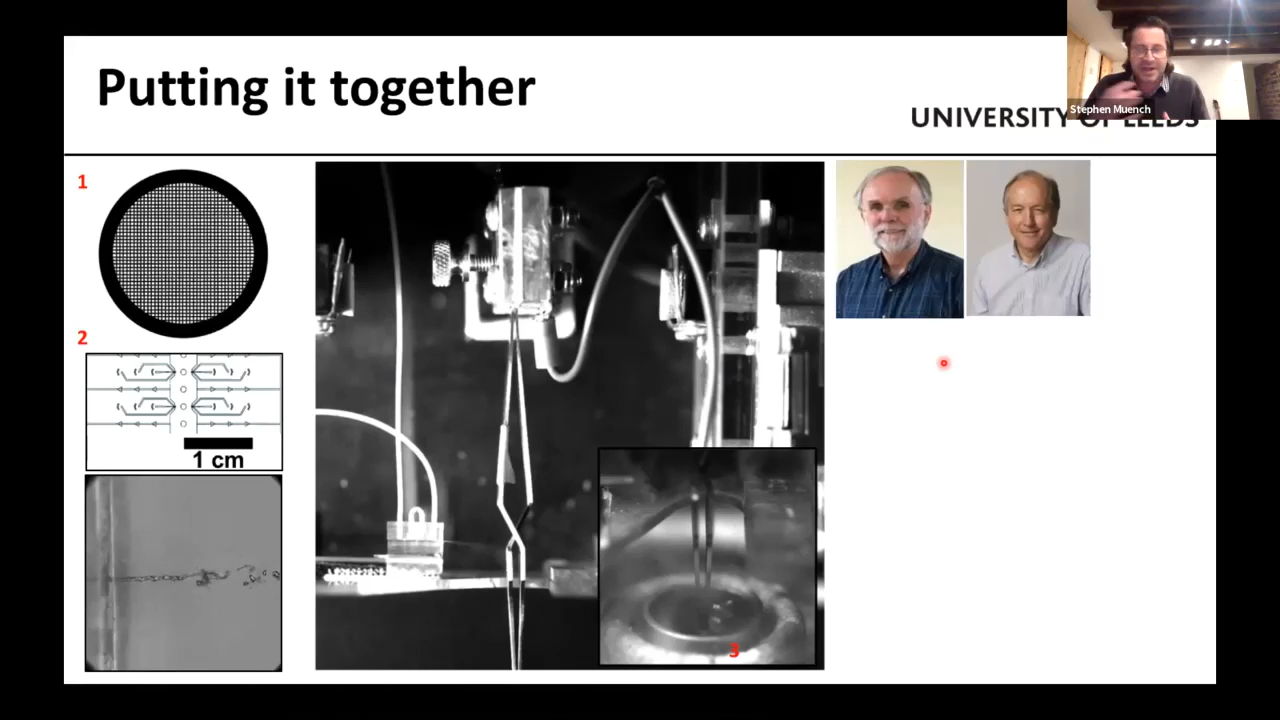 Putting it together
Stephen Muench
UNIVERSITY OF LEEDS
1
2
1 cm
3